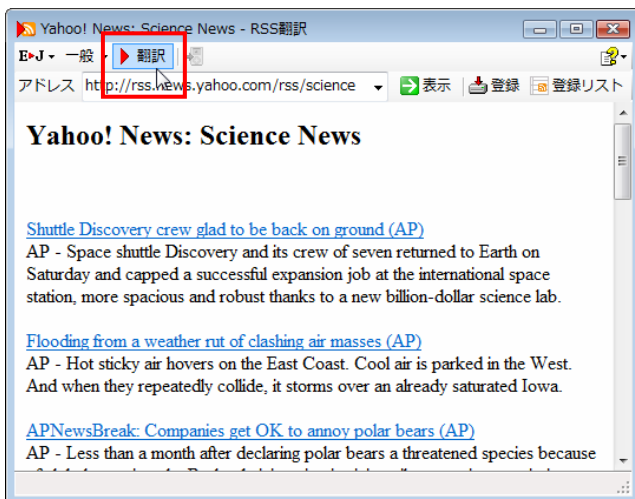 Yahoo! News: Science News - RSS翻訳
E▸J 一般 翻訳
アドレス http://rss.news.yahoo.com/rss/science 表示 登録 登録リスト
Yahoo! News: Science News
Shuttle Discovery crew glad to be back on ground (AP)
AP - Space shuttle Discovery and its crew of seven returned to Earth on
Saturday and capped a successful expansion job at the international space
station, more spacious and robust thanks to a new billion-dollar science lab.
Flooding from a weather rut of clashing air masses (AP)
AP - Hot sticky air hovers on the East Coast. Cool air is parked in the West.
And when they repeatedly collide, it storms over an already saturated Iowa.
APNewsBreak: Companies get OK to annoy polar bears (AP)
AP - Less than a month after declaring polar bears a threatened species because